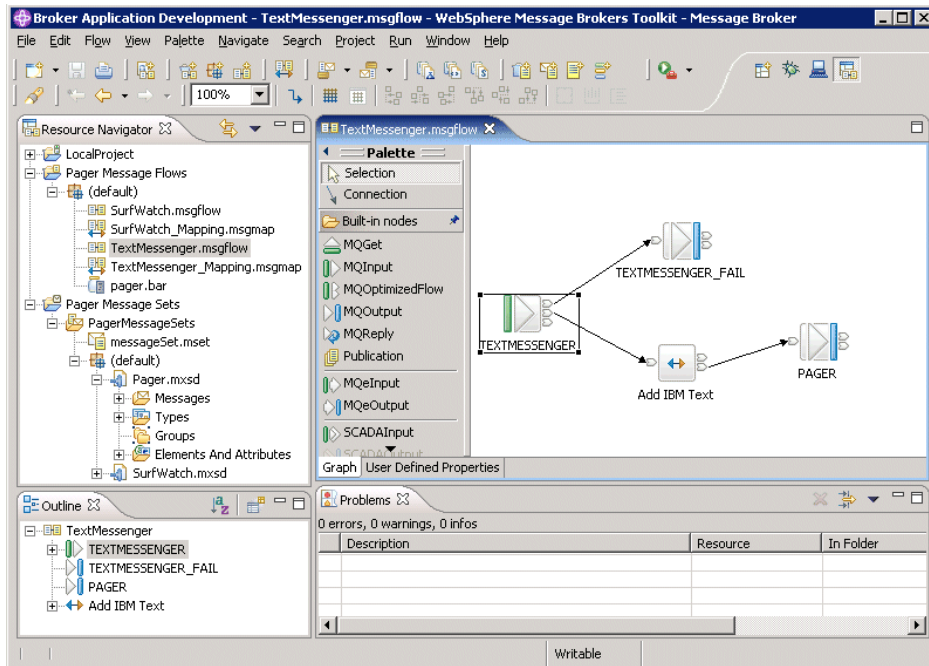 Broker Application Development - TextMessenger.msgflow - WebSphere Message Brokers Toolkit - Message Broker
File Edit Flow View Palette Navigate Search Project Run Window Help
100%
Resource Navigator
LocalProject
Pager Message Flows
(default)
SurfWatch.msgflow
SurfWatch_Mapping.msgmap
TextMessenger.msgflow
TextMessenger_Mapping.msgmap
pager.bar
Pager Message Sets
PagerMessageSets
messageSet.mset
(default)
Pager.mxsd
Messages
Types
Groups
Elements And Attributes
SurfWatch.mxsd
TextMessenger.msgflow
Palette
Selection
Connection
Built-in nodes
MQGet
MQInput
MQOptimizedFlow
MQOutput
MQReply
Publication
MQeInput
MQeOutput
SCADAInput
SCADAOutput
TEXTMESSENGER_FAIL
TEXTMESSENGER
PAGER
Add IBM Text
Graph User Defined Properties
Outline
TextMessenger
TEXTMESSENGER
TEXTMESSENGER_FAIL
PAGER
Add IBM Text
Problems
0 errors, 0 warnings, 0 infos
Description Resource In Folder
Writable